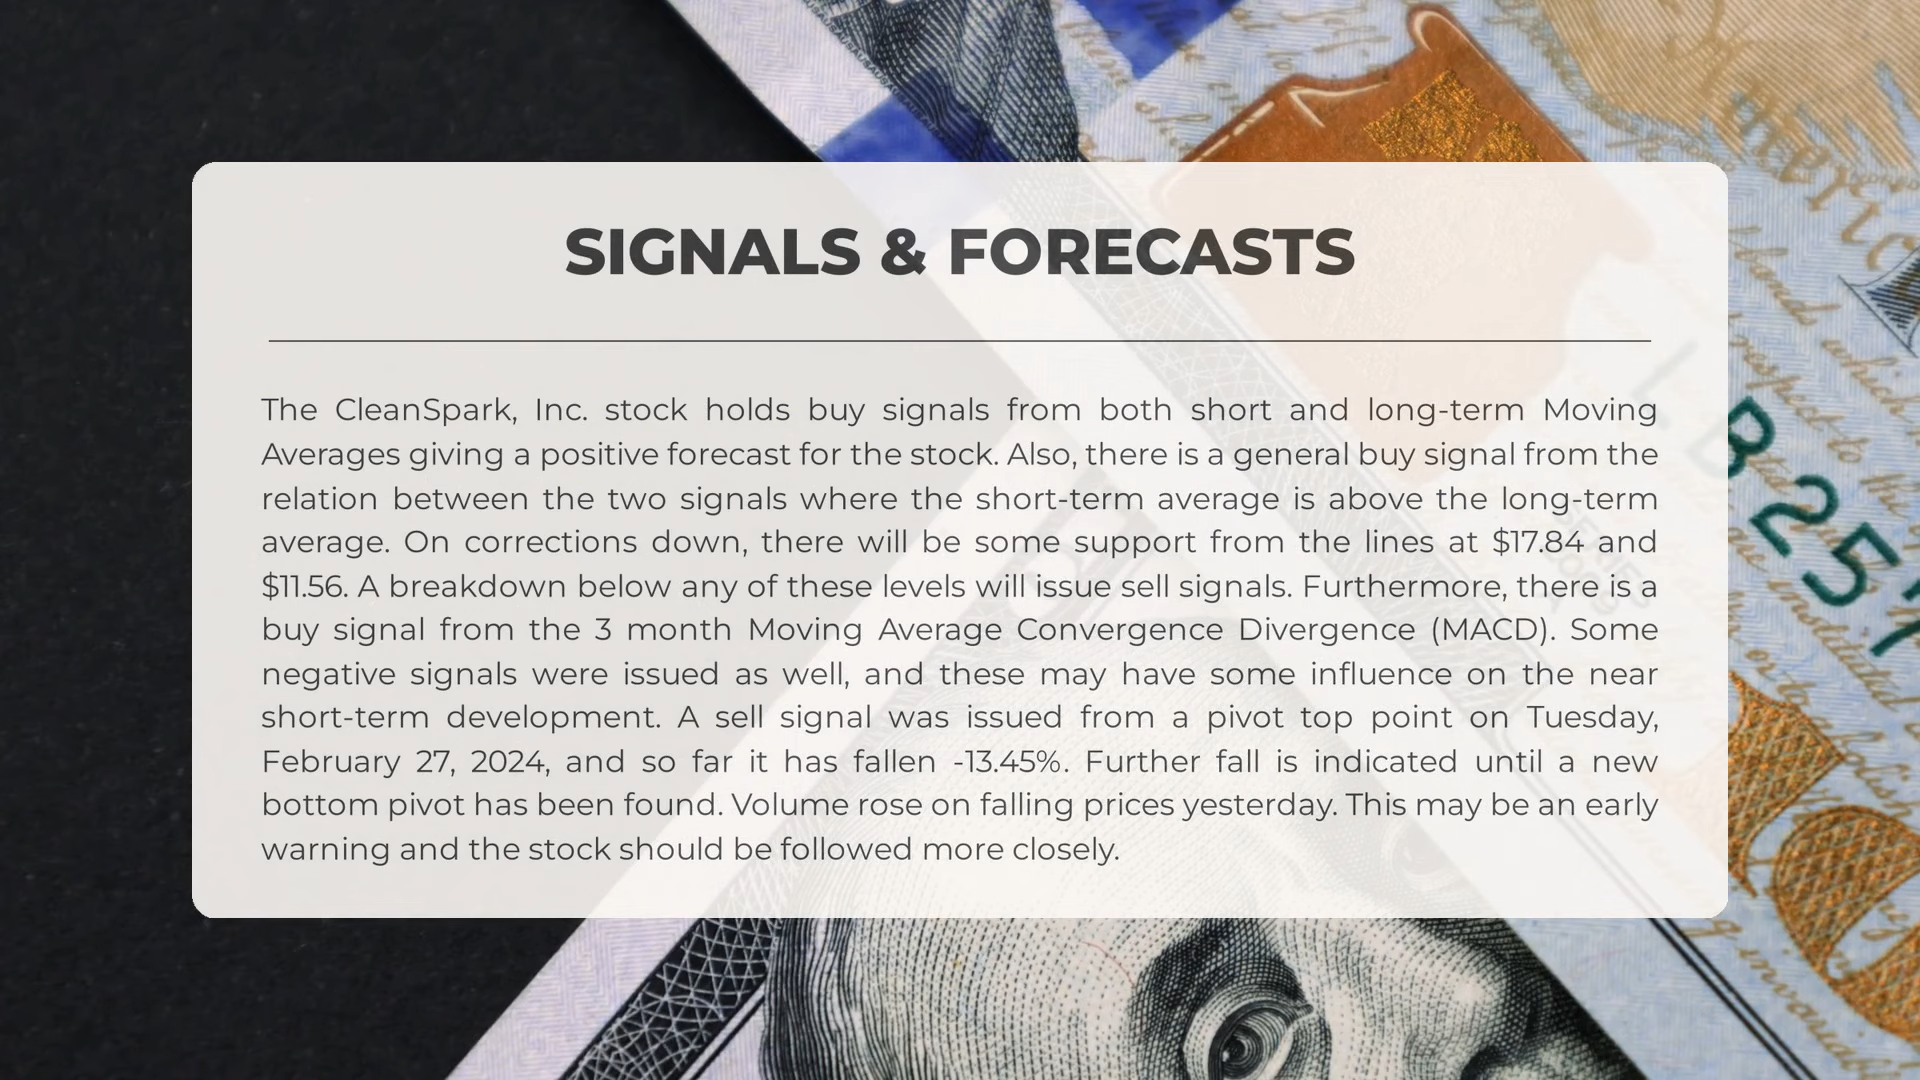 SIGNALS & FORECASTS
The CleanSpark, Inc. stock holds buy signals from both short and long-term Moving
Averages giving a positive forecast for the stock. Also, there is a general buy signal from the
relation between the two signals where the short-term average is above the long-term
average. On corrections down, there will be some support from the lines at $17.84 and
$11.56. A breakdown below any of these levels will issue sell signals. Furthermore, there is a
buy signal from the 3 month Moving Average Convergence Divergence (MACD). Some
negative signals were issued as well, and these may have some influence on the near
short-term development. A sell signal was issued from a pivot top point on Tuesday,
February 27, 2024, and so far it has fallen -13.45%. Further fall is indicated until a new
bottom pivot has been found. Volume rose on falling prices yesterday. This may be an early
warning and the stock should be followed more closely.